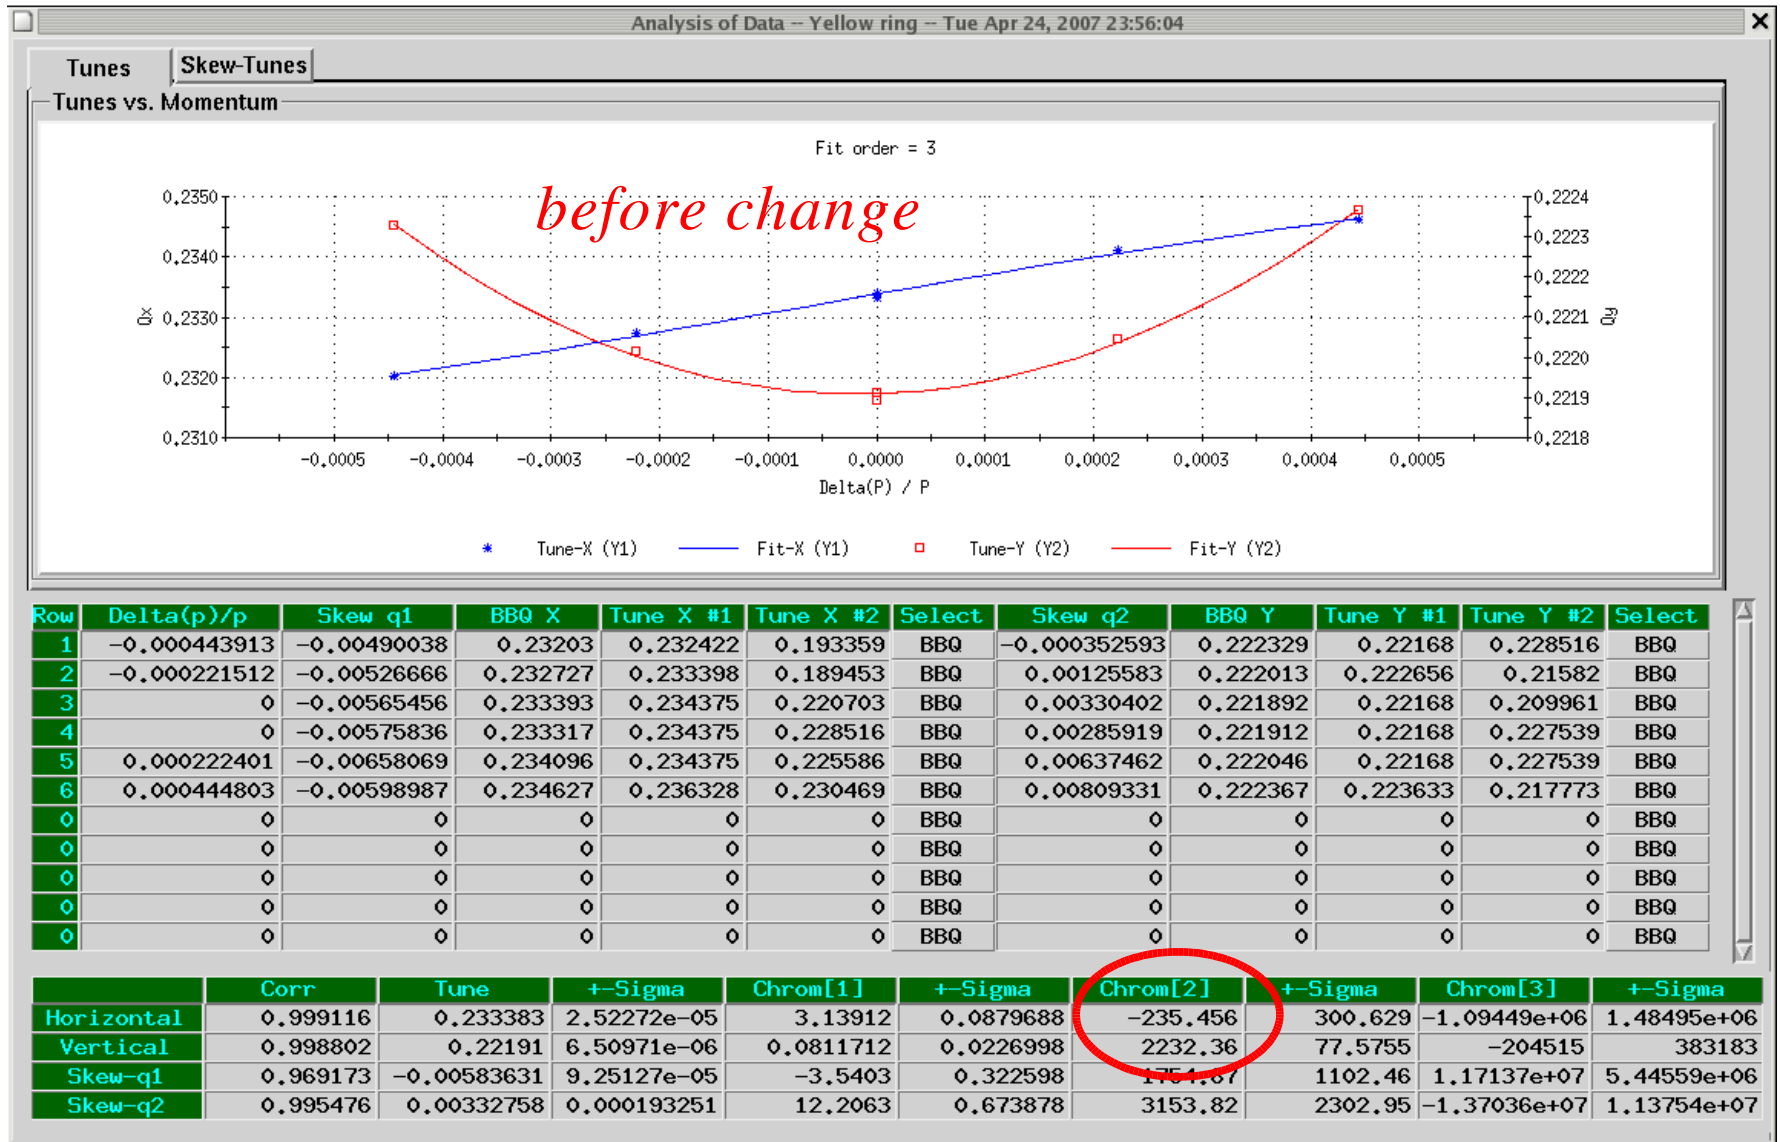 Analysis of Data -- Yellow ring -- Tue Apr 24, 2007 23:56:04
Tunes Skew-Tunes
Tunes vs. Momentum
Fit order = 3
before change
0.2350 0.2224
0.2223
0.2340
0.2222
Qx 0.2330 0.2221 Qy
0.2220
0.2320
0.2219
0.2310 0.2218
-0.0005 -0.0004 -0.0003 -0.0002 -0.0001 0.0000 0.0001 0.0002 0.0003 0.0004 0.0005
Delta(P) / P
Tune-X (Y1) Fit-X (Y1) Tune-Y (Y2) Fit-Y (Y2)
Row Delta(p)/p Skew q1 BBQ X Tune X #1 Tune X #2 Select Skew q2 BBQ Y Tune Y #1 Tune Y #2 Select
1 -0.000443913 -0.00490038 0.23203 0.232422 0.193359 BBQ -0.000352593 0.222329 0.22168 0.228516 BBQ
2 -0.000221512 -0.00526666 0.232727 0.233398 0.189453 BBQ 0.00125583 0.222013 0.222656 0.21582 BBQ
3 0 -0.00565456 0.233393 0.234375 0.220703 BBQ 0.00330402 0.221892 0.22168 0.209961 BBQ
4 0 -0.00575836 0.233317 0.234375 0.228516 BBQ 0.00285919 0.221912 0.22168 0.227539 BBQ
5 0.000222401 -0.00658069 0.234096 0.234375 0.225586 BBQ 0.00637462 0.222046 0.22168 0.227539 BBQ
6 0.000444803 -0.00598987 0.234627 0.236328 0.230469 BBQ 0.00809331 0.222367 0.223633 0.217773 BBQ
0 0 0 0 0 0 BBQ 0 0 0 0 BBQ
0 0 0 0 0 0 BBQ 0 0 0 0 BBQ
0 0 0 0 0 0 BBQ 0 0 0 0 BBQ
0 0 0 0 0 0 BBQ 0 0 0 0 BBQ
0 0 0 0 0 0 BBQ 0 0 0 0 BBQ
Corr Tune +-Sigma Chrom[1] +-Sigma Chrom[2] +-Sigma Chrom[3] +-Sigma
Horizontal 0.999116 0.233383 2.52272e-05 3.13912 0.0879688 -235.456 300.629 -1.09449e+06 1.48495e+06
Vertical 0.998802 0.22191 6.50971e-06 0.0811712 0.0226998 2232.36 77.5755 -204515 383183
Skew-q1 0.969173 -0.00583631 9.25127e-05 -3.5403 0.322598 1754.87 1102.46 1.17137e+07 5.44559e+06
Skew-q2 0.995476 0.00332758 0.000193251 12.2063 0.673878 3153.82 2302.95 -1.37036e+07 1.13754e+07